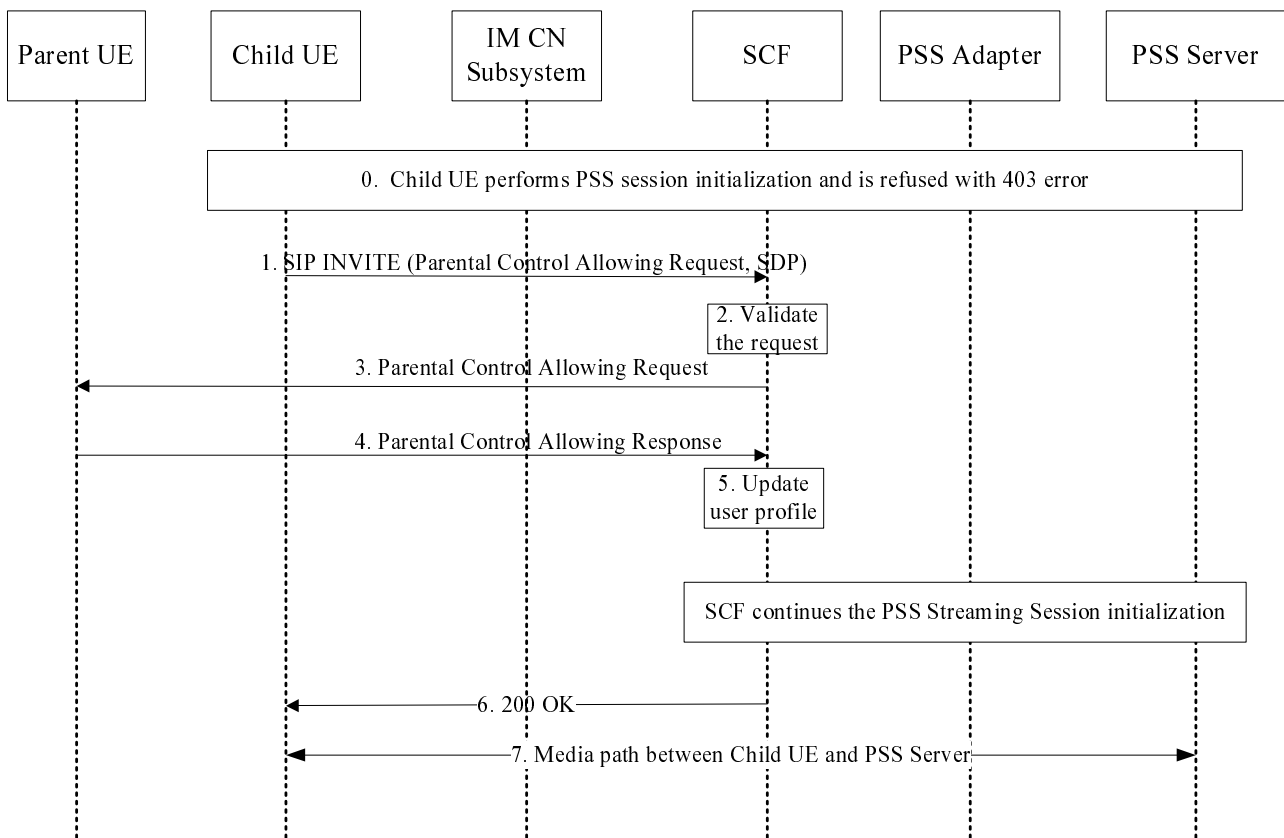 Parent UE
Child UE
IM CN
Subsystem
SCF
PSS Adapter
PSS Server
0. Child UE performs PSS session initialization and is refused with 403 error
1. SIP INVITE (Parental Control Allowing Request, SDP)
2. Validate
the request
3. Parental Control Allowing Request
4. Parental Control Allowing Response
5. Update
user profile
SCF continues the PSS Streaming Session initialization
6. 200 OK
7. Media path between Child UE and PSS Server